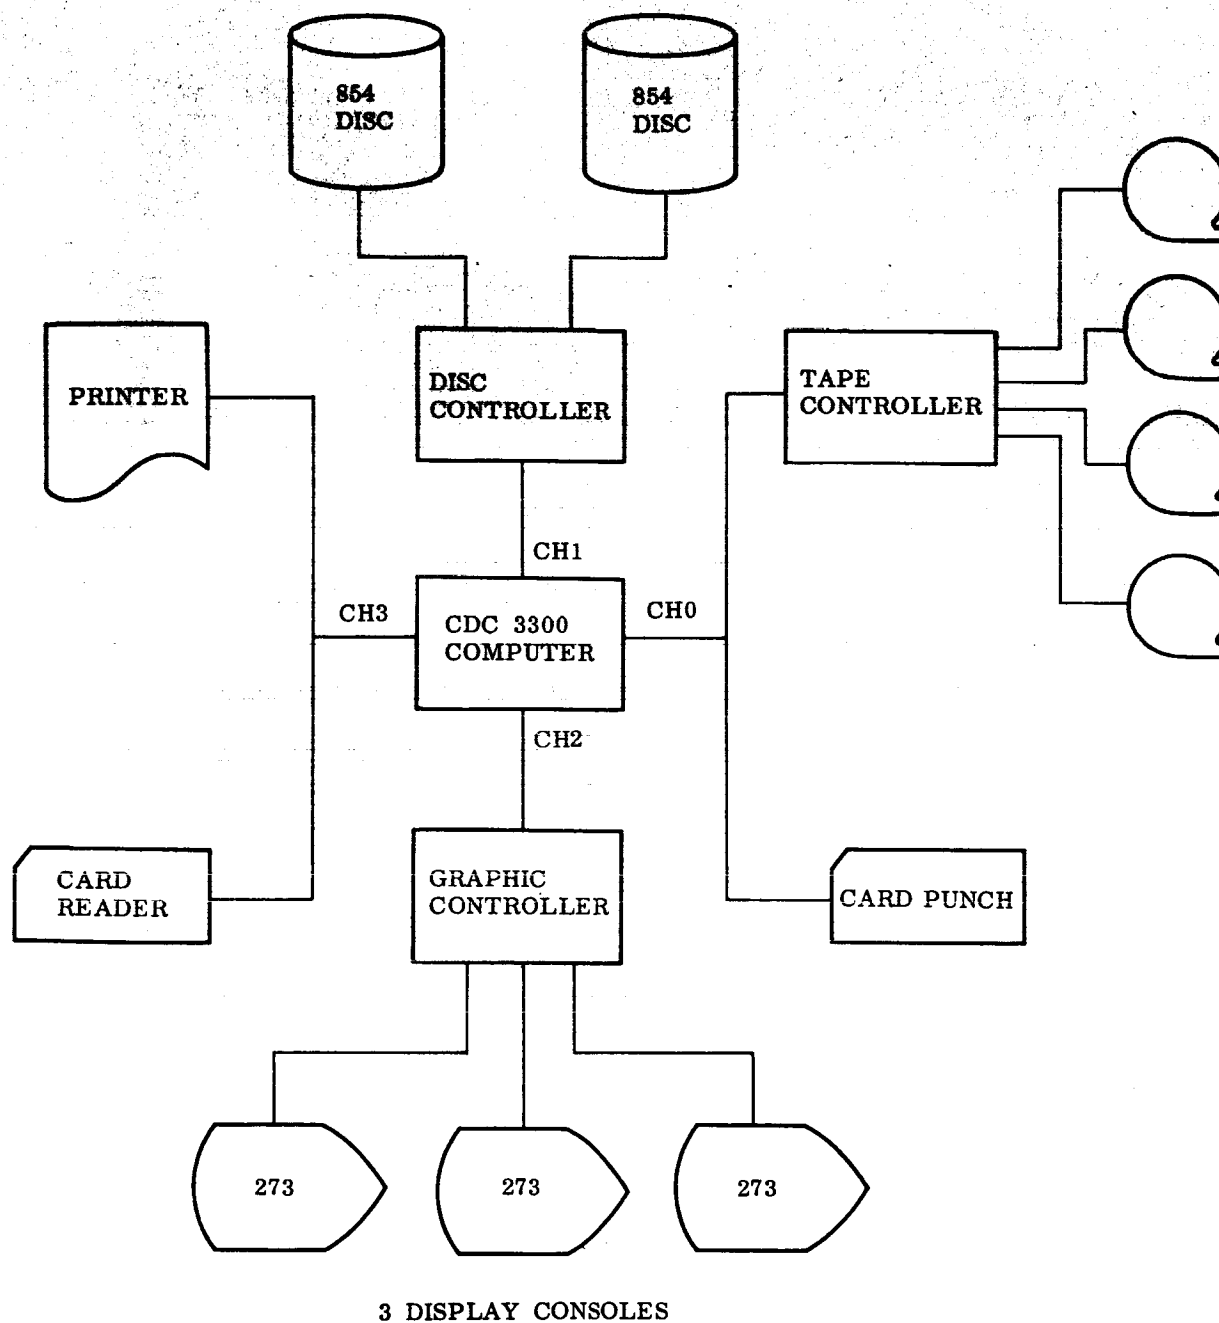 854
DISC
854
DISC
PRINTER
DISC
CONTROLLER
TAPE
CONTROLLER
CH1
CH3
CDC 3300
COMPUTER
CH0
CH2
CARD
READER
GRAPHIC
CONTROLLER
CARD PUNCH
273
273
273
3 DISPLAY CONSOLES